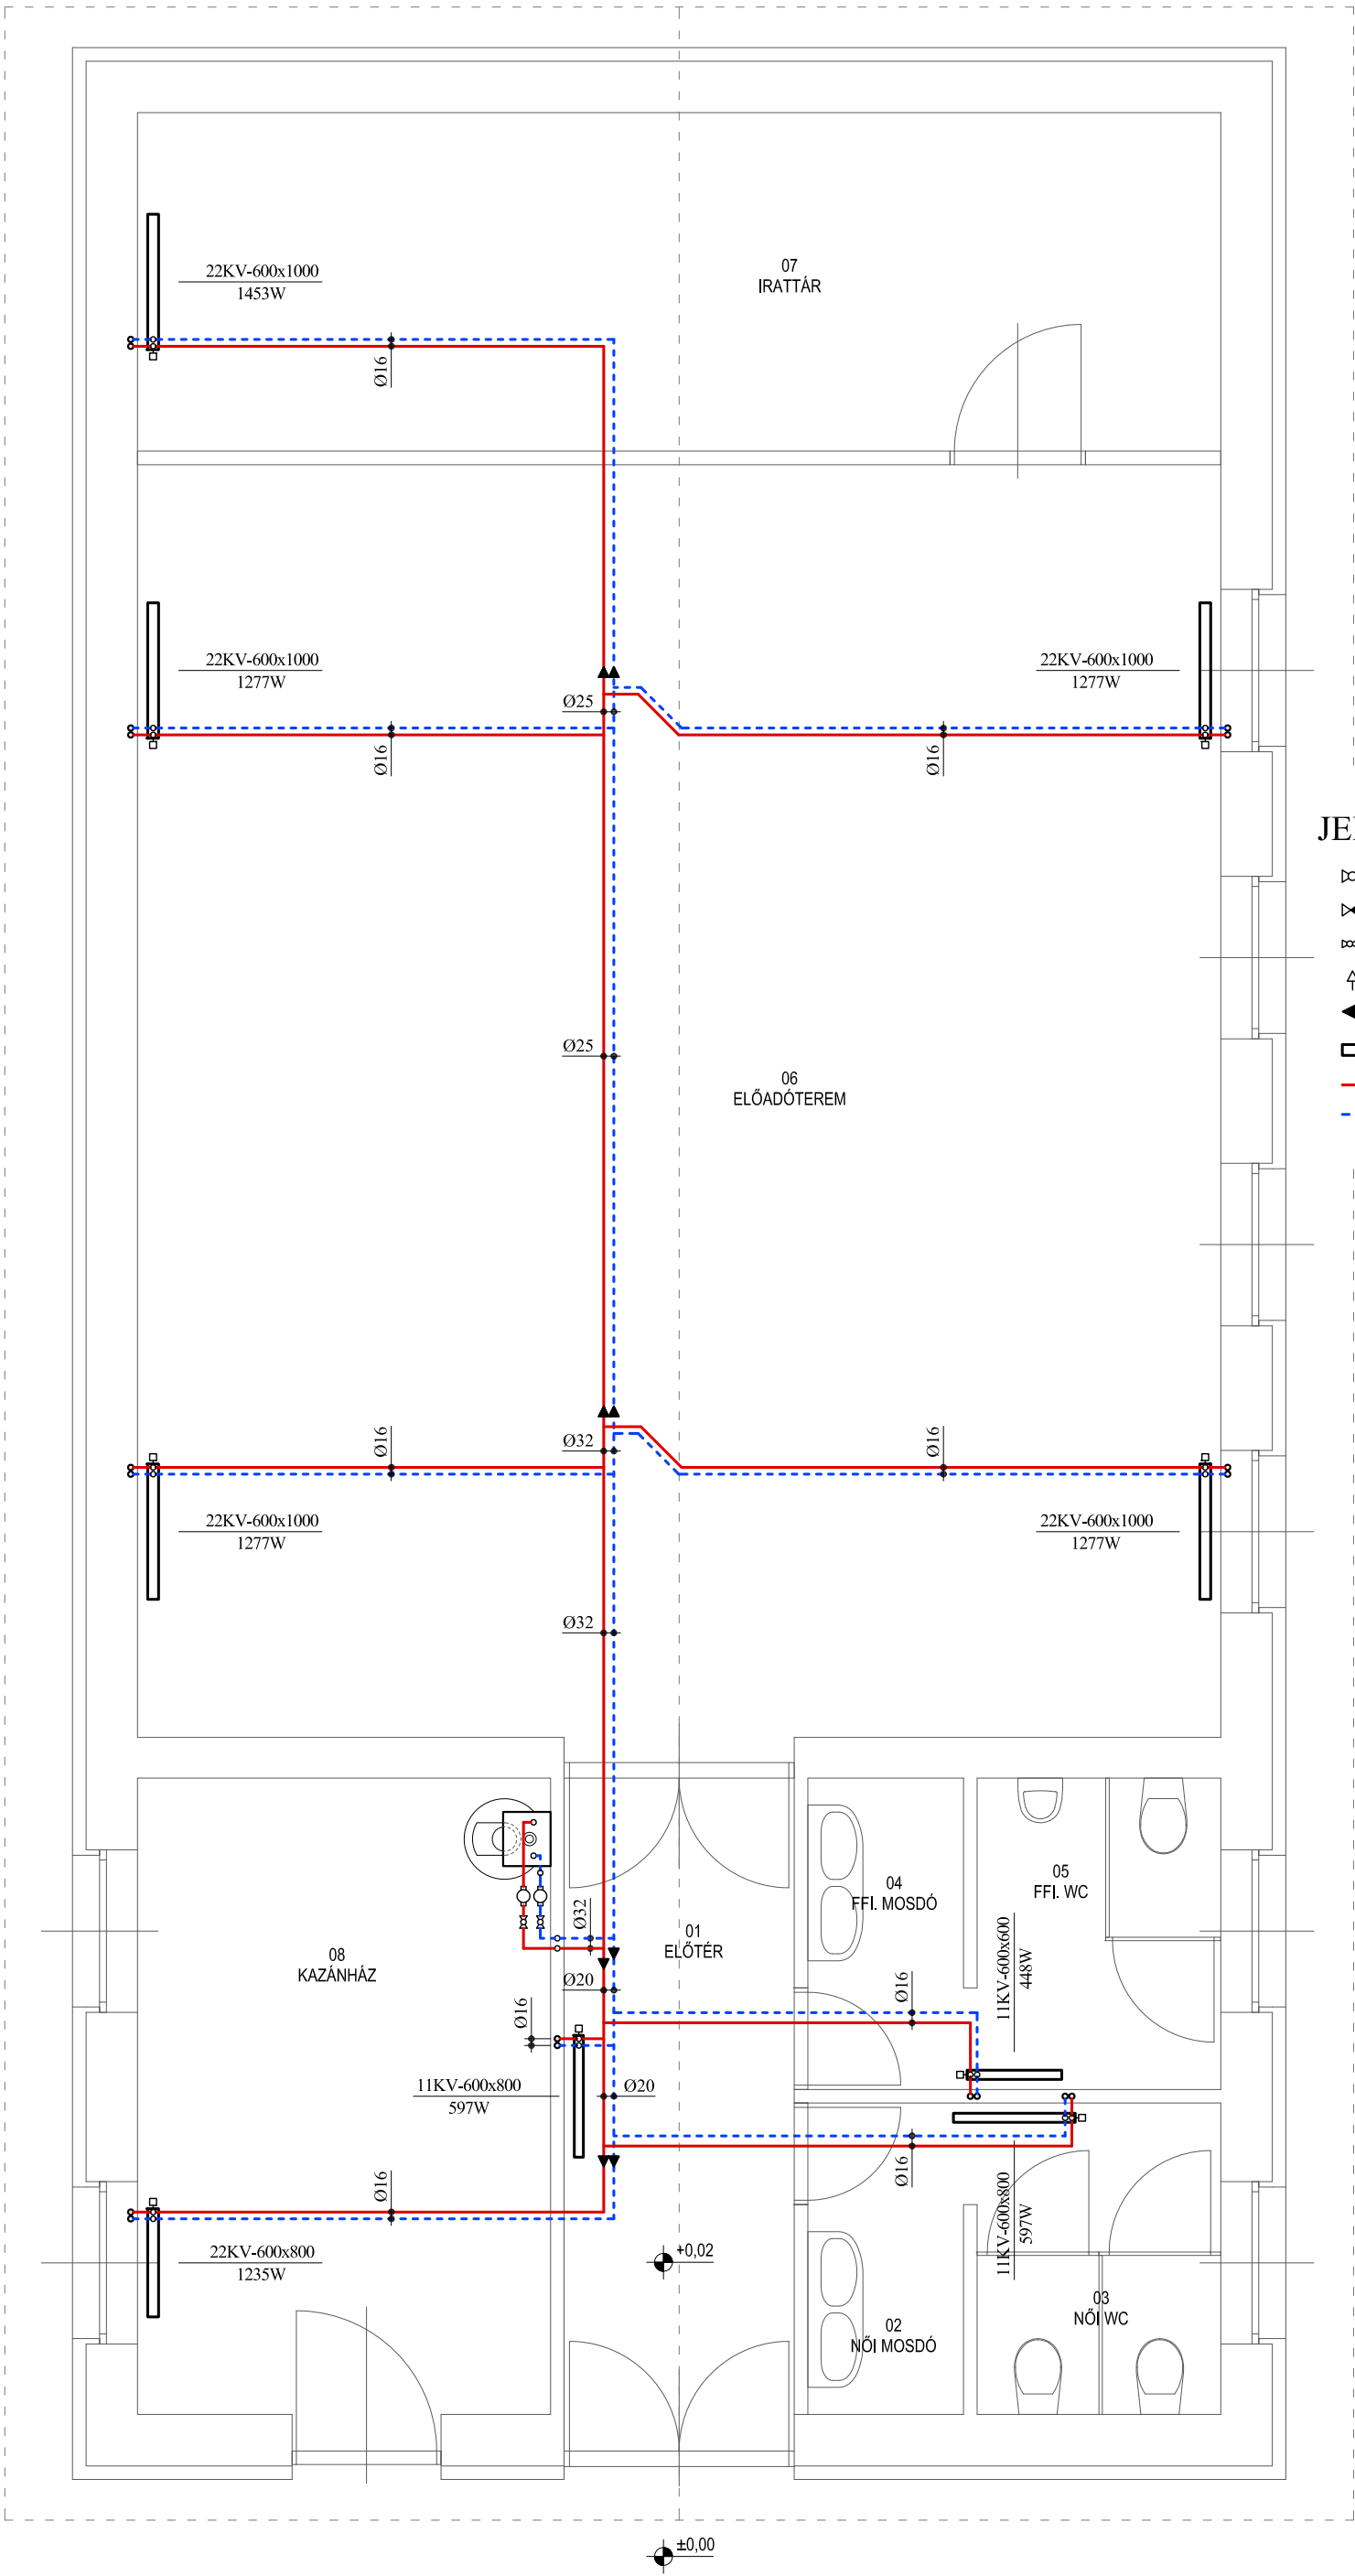 07
IRATTÁR
22KV-600x1000
1453W
Ø16
22KV-600x1000
1277W
22KV-600x1000
1277W
Ø25
Ø16
Ø16
JE
Ø25
06
ELŐADÓTEREM
Ø16
Ø32
Ø16
22KV-600x1000
1277W
22KV-600x1000
1277W
Ø32
04
FFI. MOSDÓ
05
FFI. WC
Ø32
01
ELŐTÉR
08
KAZÁNHÁZ
11KV-600x600
448W
Ø20
Ø16
Ø16
11KV-600x800
597W
Ø20
Ø16
Ø16
11KV-600x800
597W
22KV-600x800
1235W
+0,02
03
NŐI WC
02
NŐI MOSDÓ
±0,00